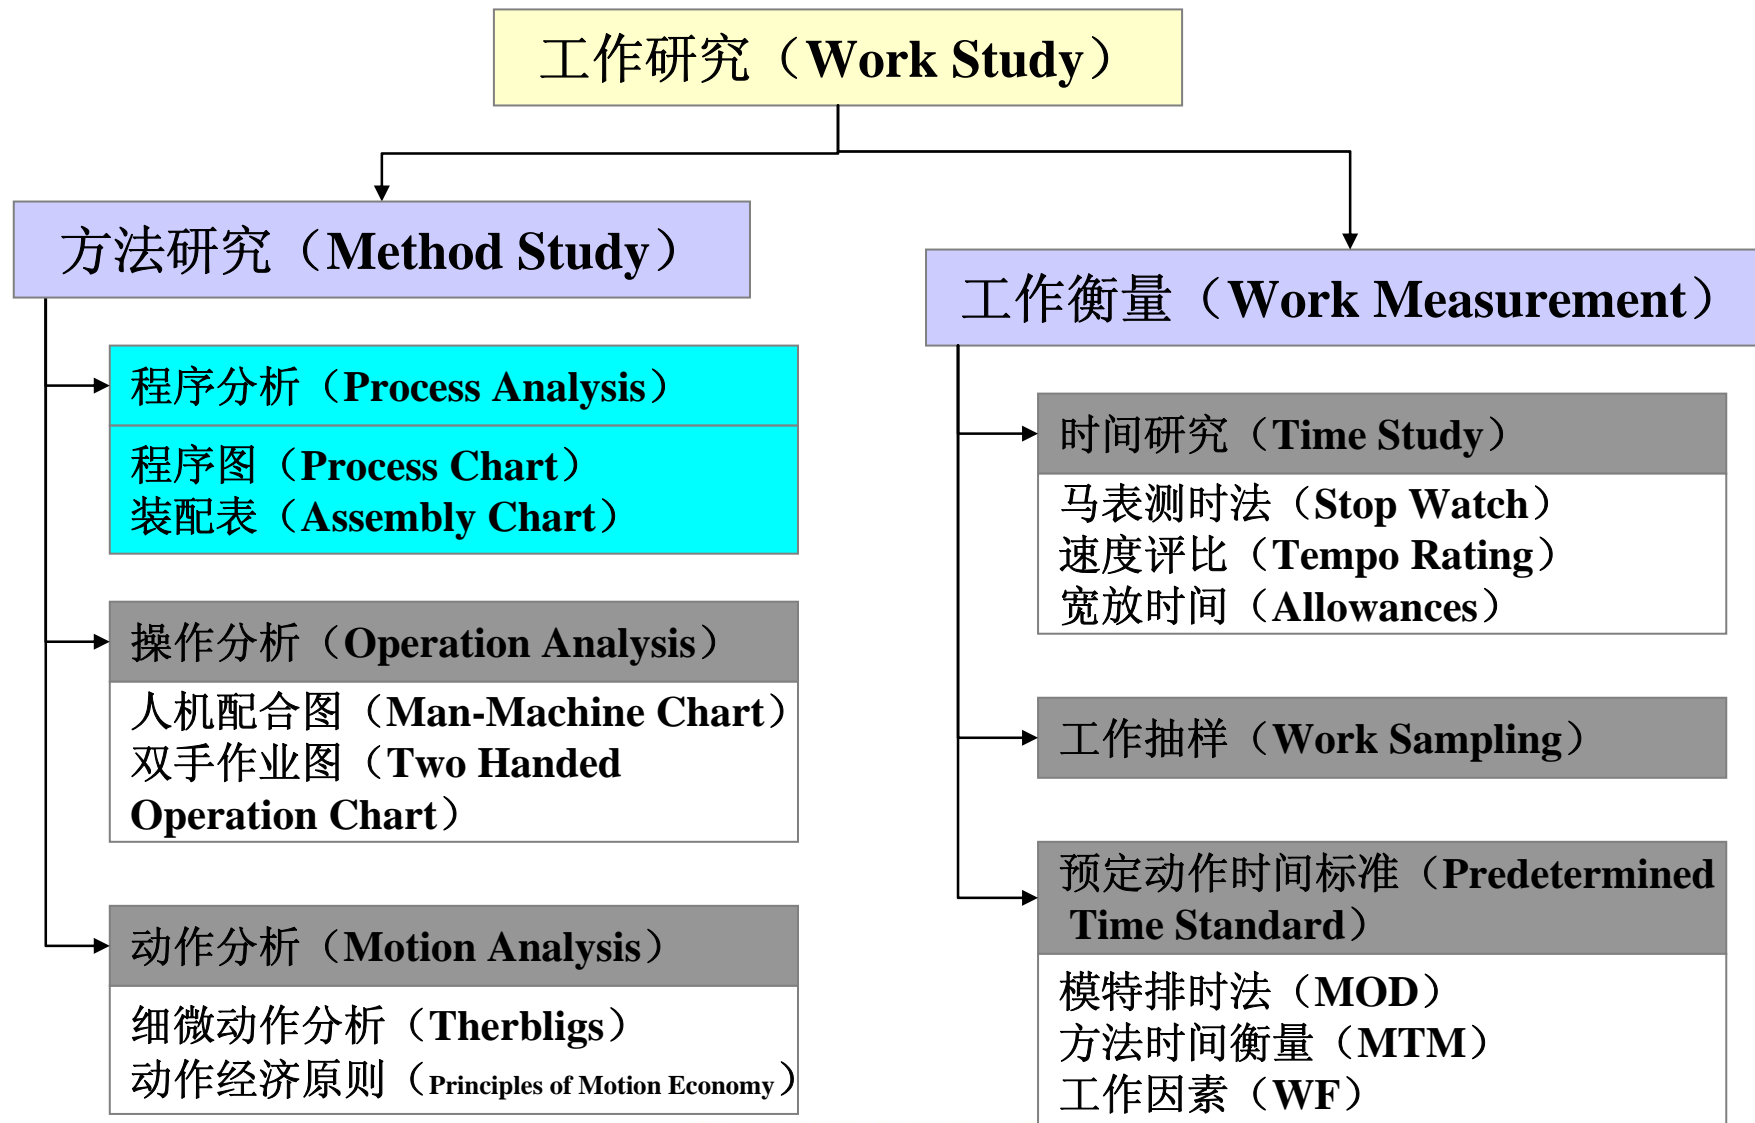 工作研究（Work Study）
方法研究（Method Study）
程序分析（Process Analysis）
程序图（Process Chart）
装配表（Assembly Chart）
操作分析（Operation Analysis）
人机配合图（Man-Machine Chart）
双手作业图（Two Handed
Operation Chart）
动作分析（Motion Analysis）
细微动作分析（Therbligs）
动作经济原则（Principles of Motion Economy）
工作衡量（Work Measurement）
时间研究（Time Study）
马表测时法（Stop Watch）
速度评比（Tempo Rating）
宽放时间（Allowances）
工作抽样（Work Sampling）
预定动作时间标准（Predetermined
Time Standard）
模特排时法（MOD）
方法时间衡量（MTM）
工作因素（WF）